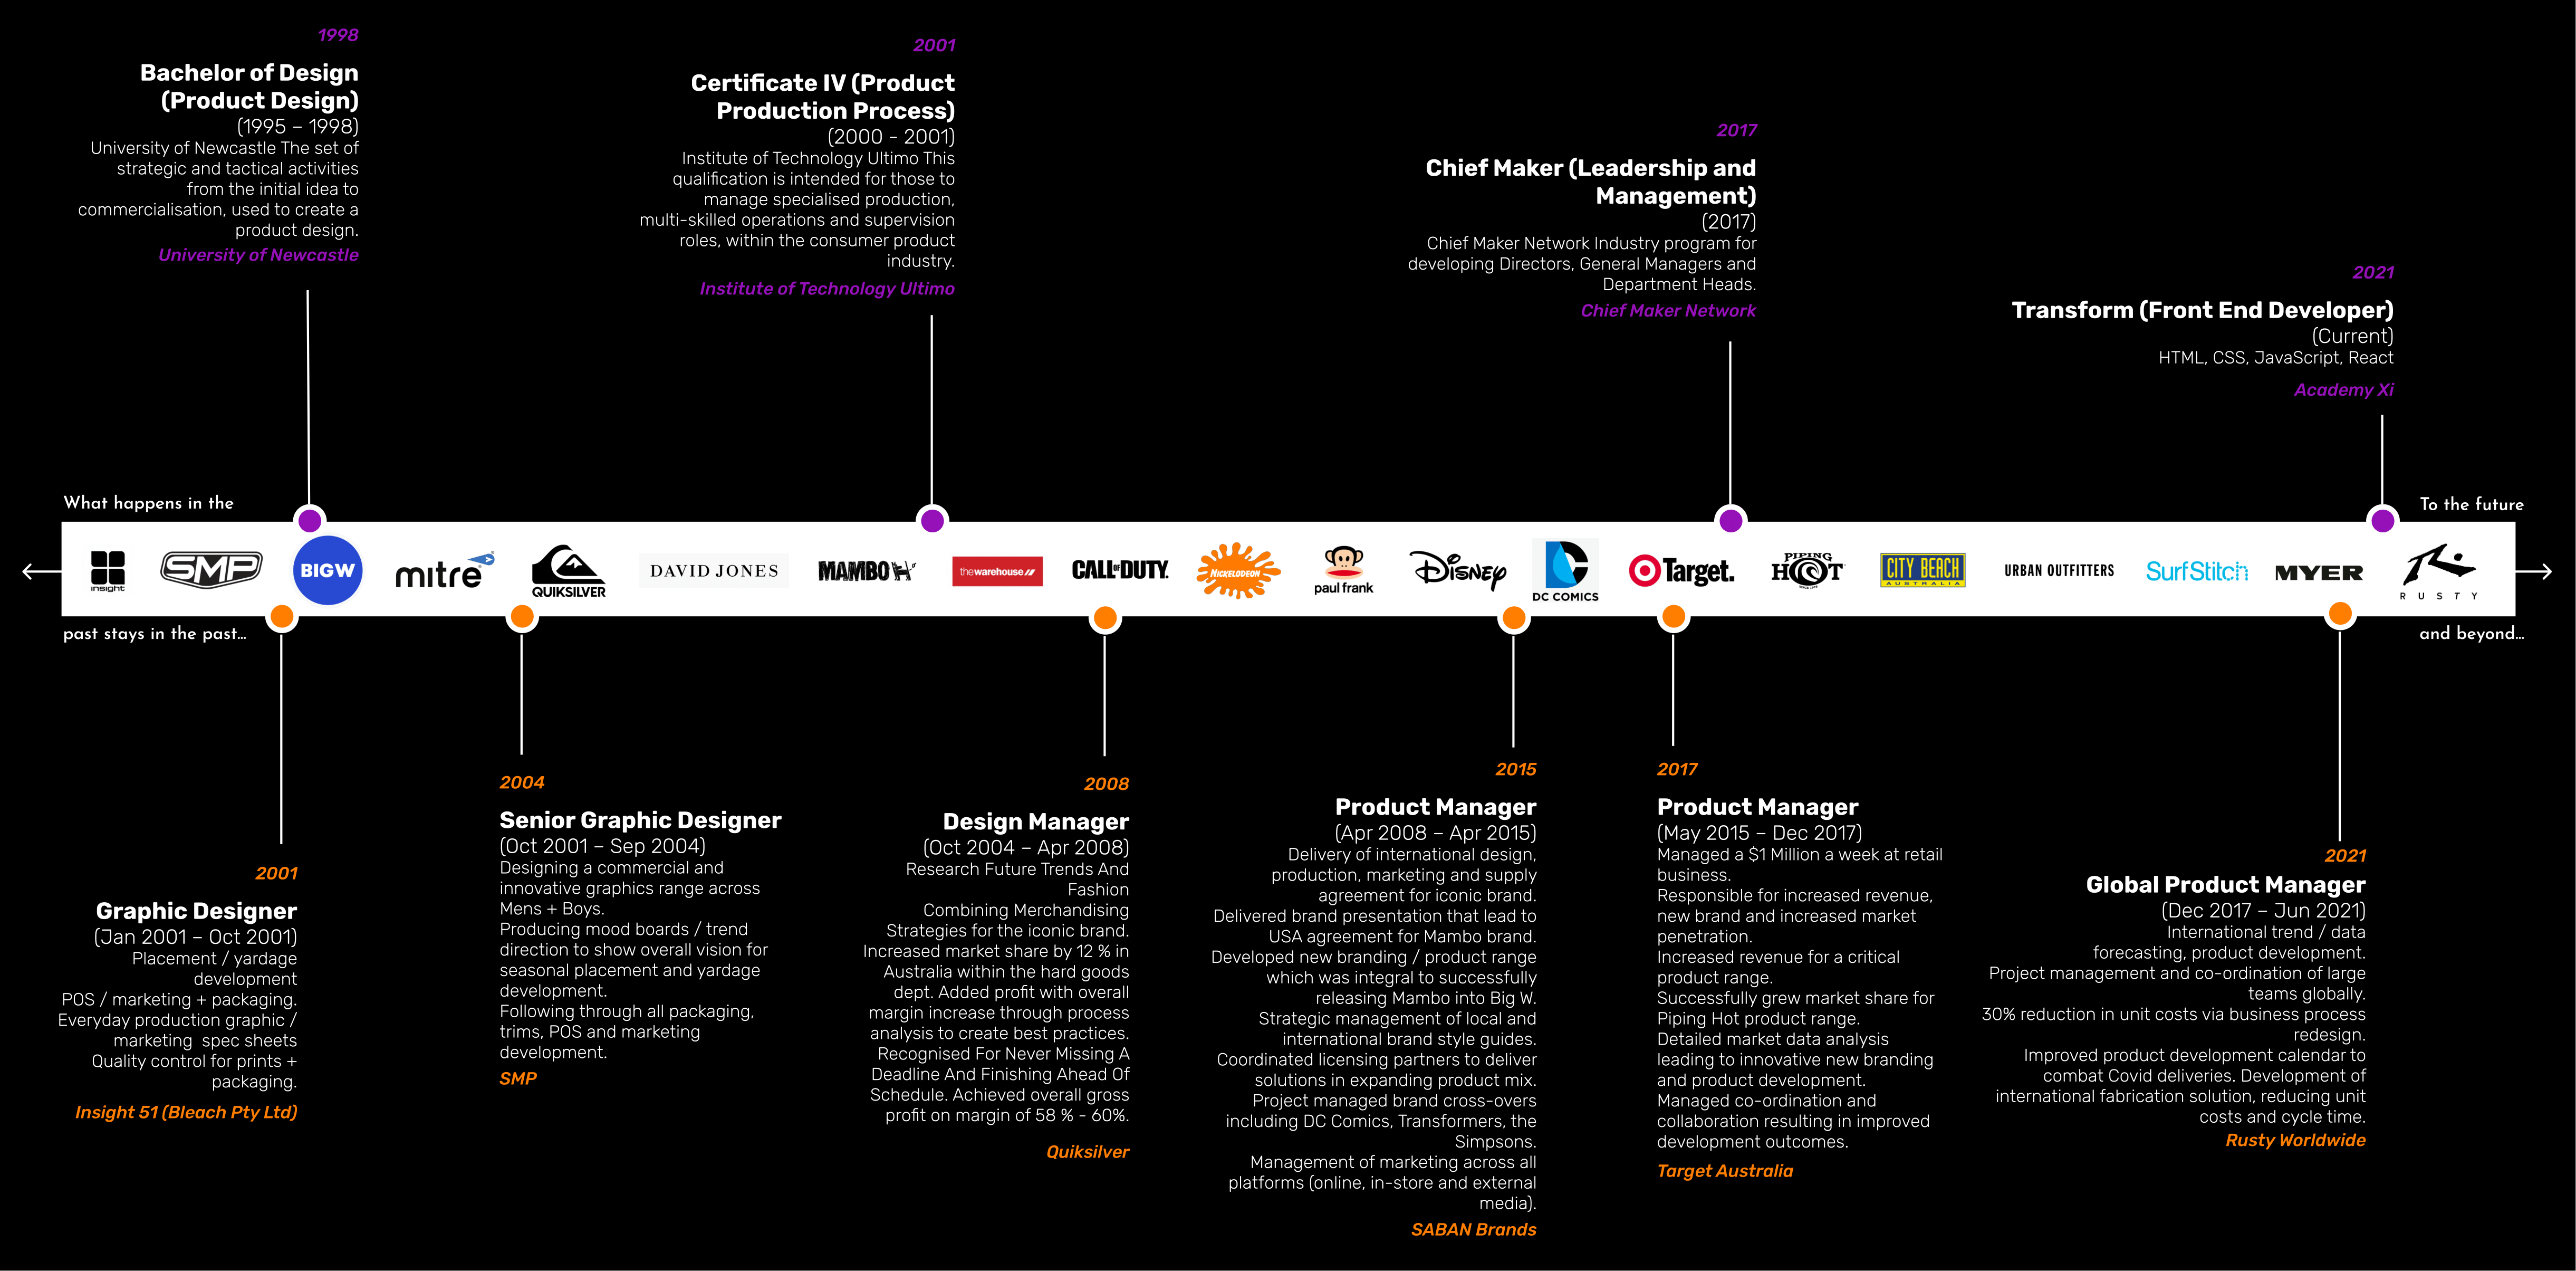 1998
Bachelor of Design
(Product Design)
(1995 – 1998)
University of Newcastle The set of
strategic and tactical activities
from the initial idea to
commercialisation, used to create a
product design.
University of Newcastle
2001
Certificate IV (Product
Production Process)
(2000 - 2001)
Institute of Technology Ultimo This
qualification is intended for those to
manage specialised production,
multi-skilled operations and supervision
roles, within the consumer product
industry.
Institute of Technology Ultimo
2017
Chief Maker (Leadership and
Management)
(2017)
Chief Maker Network Industry program for
developing Directors, General Managers and
Department Heads.
Chief Maker Network
2021
Transform (Front End Developer)
(Current)
HTML, CSS, JavaScript, React
Academy Xi
What happens in the
To the future
insight
SMP
BIG W
mitre
QUIKSILVER
DAVID JONES
MAMBO
thewarehouse
CALL OF DUTY
NICKELODEON
paul frank
Disney
DC COMICS
Target.
PIPING HOT
CITY BEACH
AUSTRALIA
URBAN OUTFITTERS
SurfStitch
MYER
RUSTY
past stays in the past...
and beyond...
2001
Graphic Designer
(Jan 2001 – Oct 2001)
Placement / yardage
development
POS / marketing + packaging.
Everyday production graphic /
marketing  spec sheets
Quality control for prints +
packaging.
Insight 51 (Bleach Pty Ltd)
2004
Senior Graphic Designer
(Oct 2001 – Sep 2004)
Designing a commercial and
innovative graphics range across
Mens + Boys.
Producing mood boards / trend
direction to show overall vision for
seasonal placement and yardage
development.
Following through all packaging,
trims, POS and marketing
development.
SMP
2008
Design Manager
(Oct 2004 – Apr 2008)
Research Future Trends And
Fashion
Combining Merchandising
Strategies for the iconic brand.
Increased market share by 12 % in
Australia within the hard goods
dept. Added profit with overall
margin increase through process
analysis to create best practices.
Recognised For Never Missing A
Deadline And Finishing Ahead Of
Schedule. Achieved overall gross
profit on margin of 58 % - 60%.
Quiksilver
2015
Product Manager
(Apr 2008 – Apr 2015)
Delivery of international design,
production, marketing and supply
agreement for iconic brand.
Delivered brand presentation that lead to
USA agreement for Mambo brand.
Developed new branding / product range
which was integral to successfully
releasing Mambo into Big W.
Strategic management of local and
international brand style guides.
Coordinated licensing partners to deliver
solutions in expanding product mix.
Project managed brand cross-overs
including DC Comics, Transformers, the
Simpsons.
Management of marketing across all
platforms (online, in-store and external
media).
SABAN Brands
2017
Product Manager
(May 2015 – Dec 2017)
Managed a $1 Million a week at retail
business.
Responsible for increased revenue,
new brand and increased market
penetration.
Increased revenue for a critical
product range.
Successfully grew market share for
Piping Hot product range.
Detailed market data analysis
leading to innovative new branding
and product development.
Managed co-ordination and
collaboration resulting in improved
development outcomes.
Target Australia
2021
Global Product Manager
(Dec 2017 – Jun 2021)
International trend / data
forecasting, product development.
Project management and co-ordination of large
teams globally.
30% reduction in unit costs via business process
redesign.
Improved product development calendar to
combat Covid deliveries. Development of
international fabrication solution, reducing unit
costs and cycle time.
Rusty Worldwide